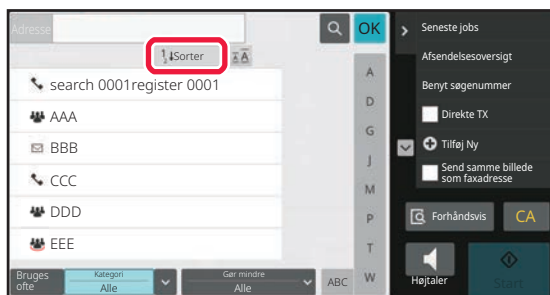 Adresse
OK
Sorter
search 0001register 0001
AAA
BBB
CCC
DDD
EEE
Bruges ofte
Kategori
Alle
Gør mindre
Alle
ABC
A
D
G
J
M
P
T
W
Seneste jobs
Afsendelsesoversigt
Benyt søgenummer
Direkte TX
Tilføj Ny
Send samme billede
som faxadresse
Forhåndsvis
CA
Højtaler
Start